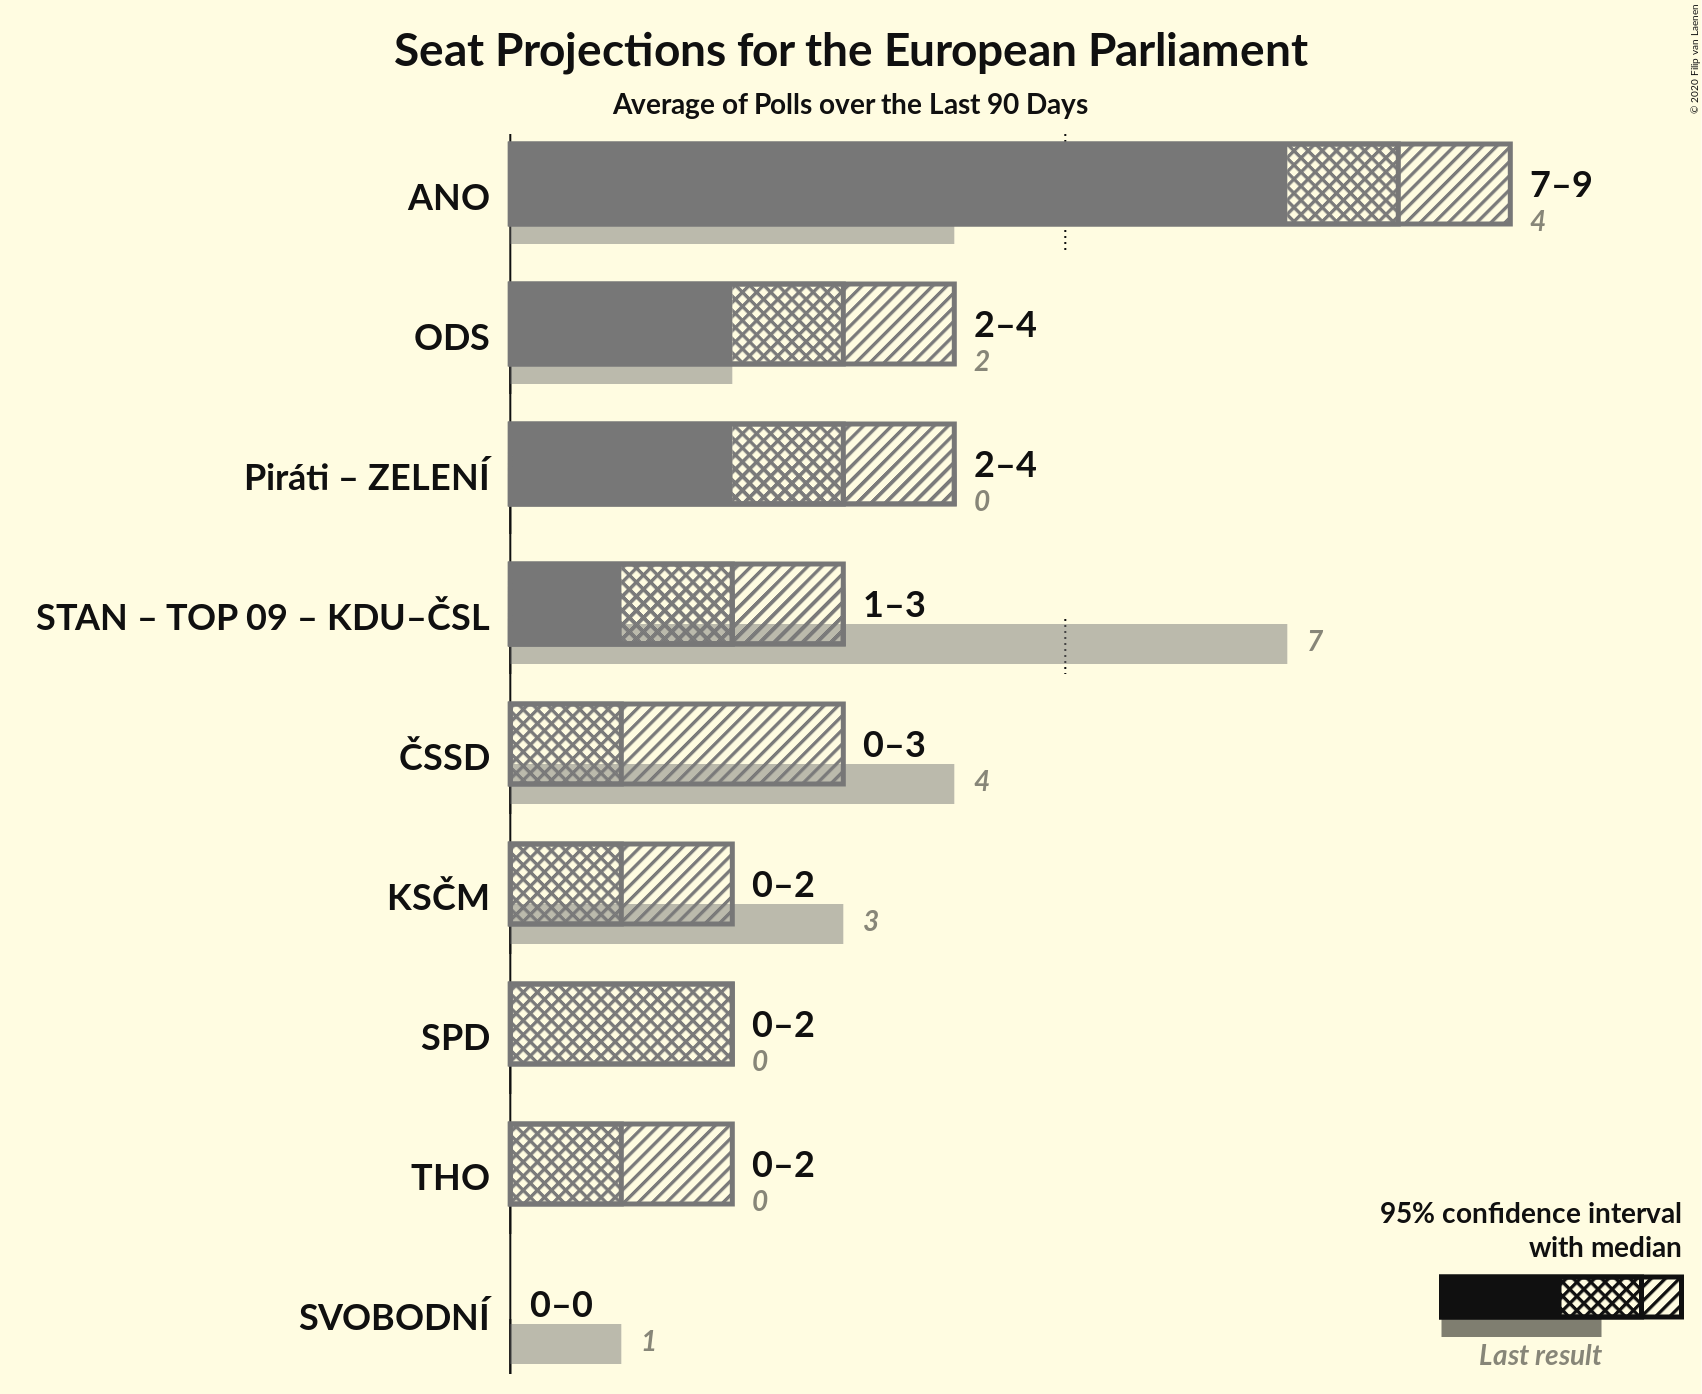 Seat Projections for the European Parliament
Average of Polls over the Last 90 Days
© 2020 Filip van Laenen
ANO
7–9
4
ODS
2–4
2
Piráti – ZELENÍ
2–4
0
STAN – TOP 09 – KDU–ČSL
1–3
7
ČSSD
0–3
4
KSČM
0–2
3
SPD
0–2
0
THO
0–2
0
SVOBODNÍ
0–0
1
95% confidence interval
with median
Last result